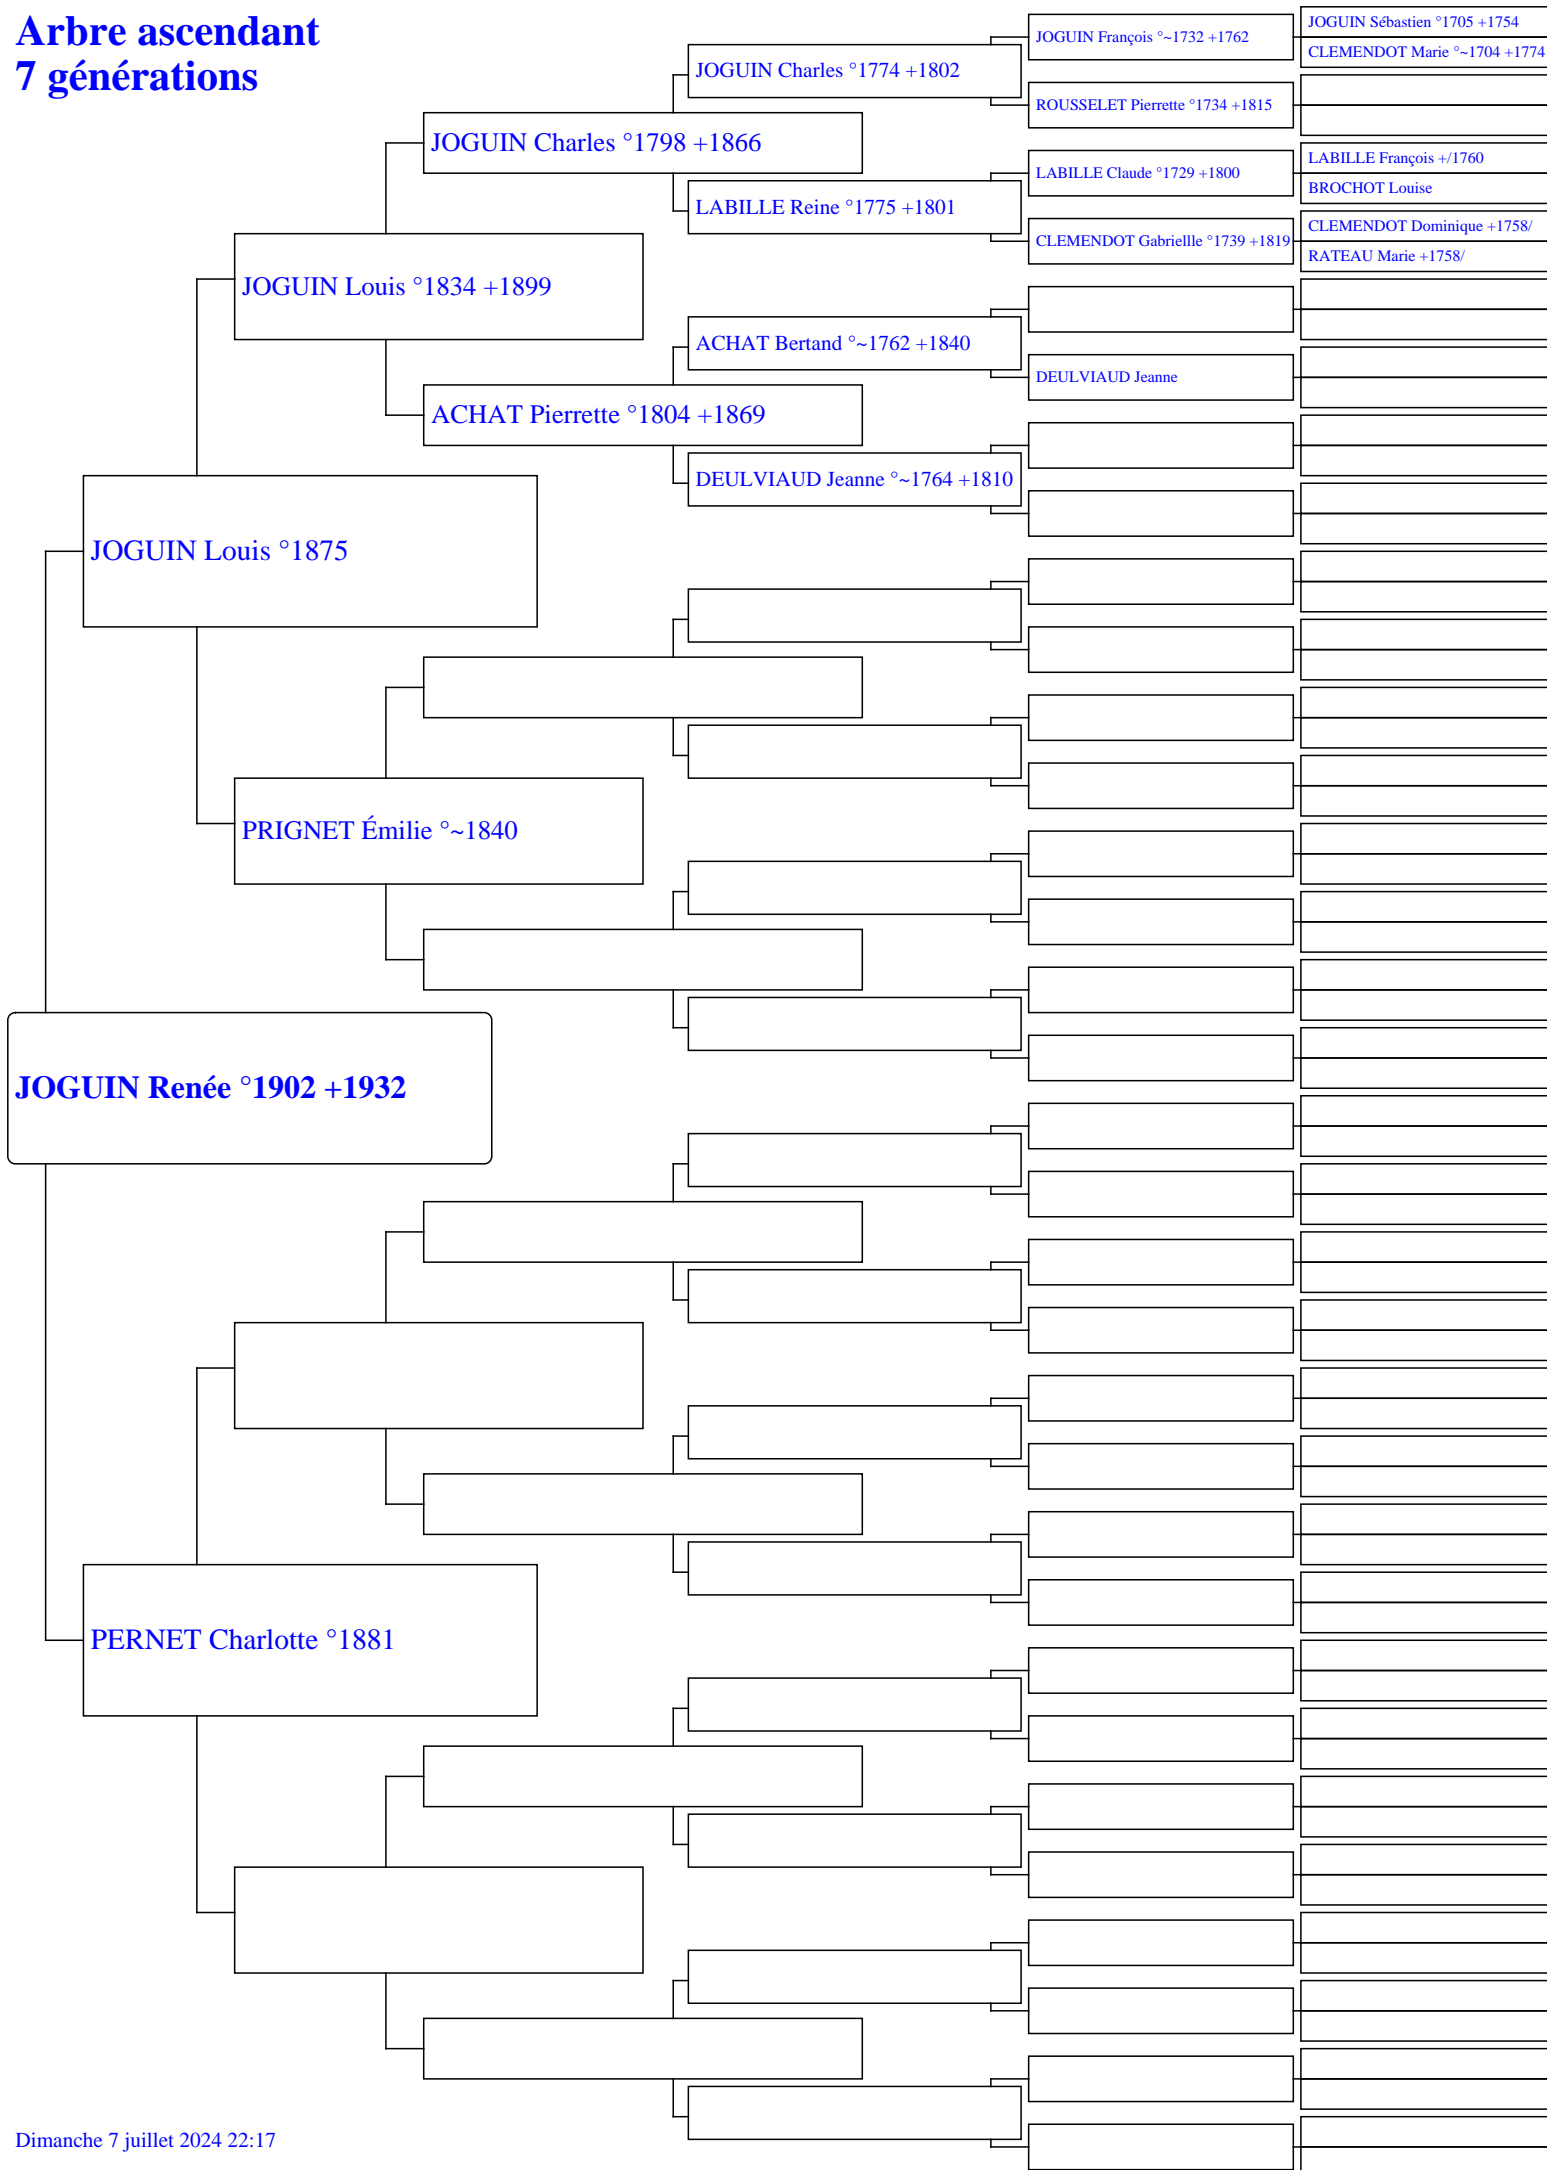 Arbre ascendant
7 générations
JOGUIN Sébastien °1705 +1754
JOGUIN François °~1732 +1762
CLEMENDOT Marie °~1704 +1774
JOGUIN Charles °1774 +1802
ROUSSELET Pierrette °1734 +1815
JOGUIN Charles °1798 +1866
LABILLE François +/1760
LABILLE Claude °1729 +1800
BROCHOT Louise
LABILLE Reine °1775 +1801
CLEMENDOT Dominique +1758/
CLEMENDOT Gabriellle °1739 +1819
RATEAU Marie +1758/
JOGUIN Louis °1834 +1899
ACHAT Bertand °~1762 +1840
DEULVIAUD Jeanne
ACHAT Pierrette °1804 +1869
DEULVIAUD Jeanne °~1764 +1810
JOGUIN Louis °1875
PRIGNET Émilie °~1840
JOGUIN Renée °1902 +1932
PERNET Charlotte °1881
Dimanche 7 juillet 2024 22:17